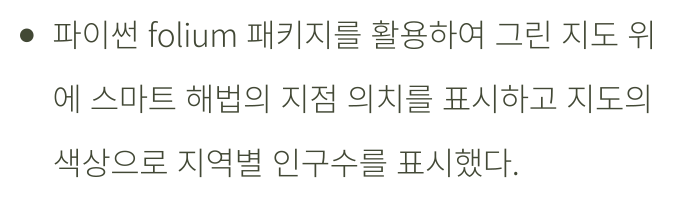 ● 파이썬 folium 패키지를 활용하여 그린 지도 위
에 스마트 해법의 지점 의치를 표시하고 지도의
색상으로 지역별 인구수를 표시했다.